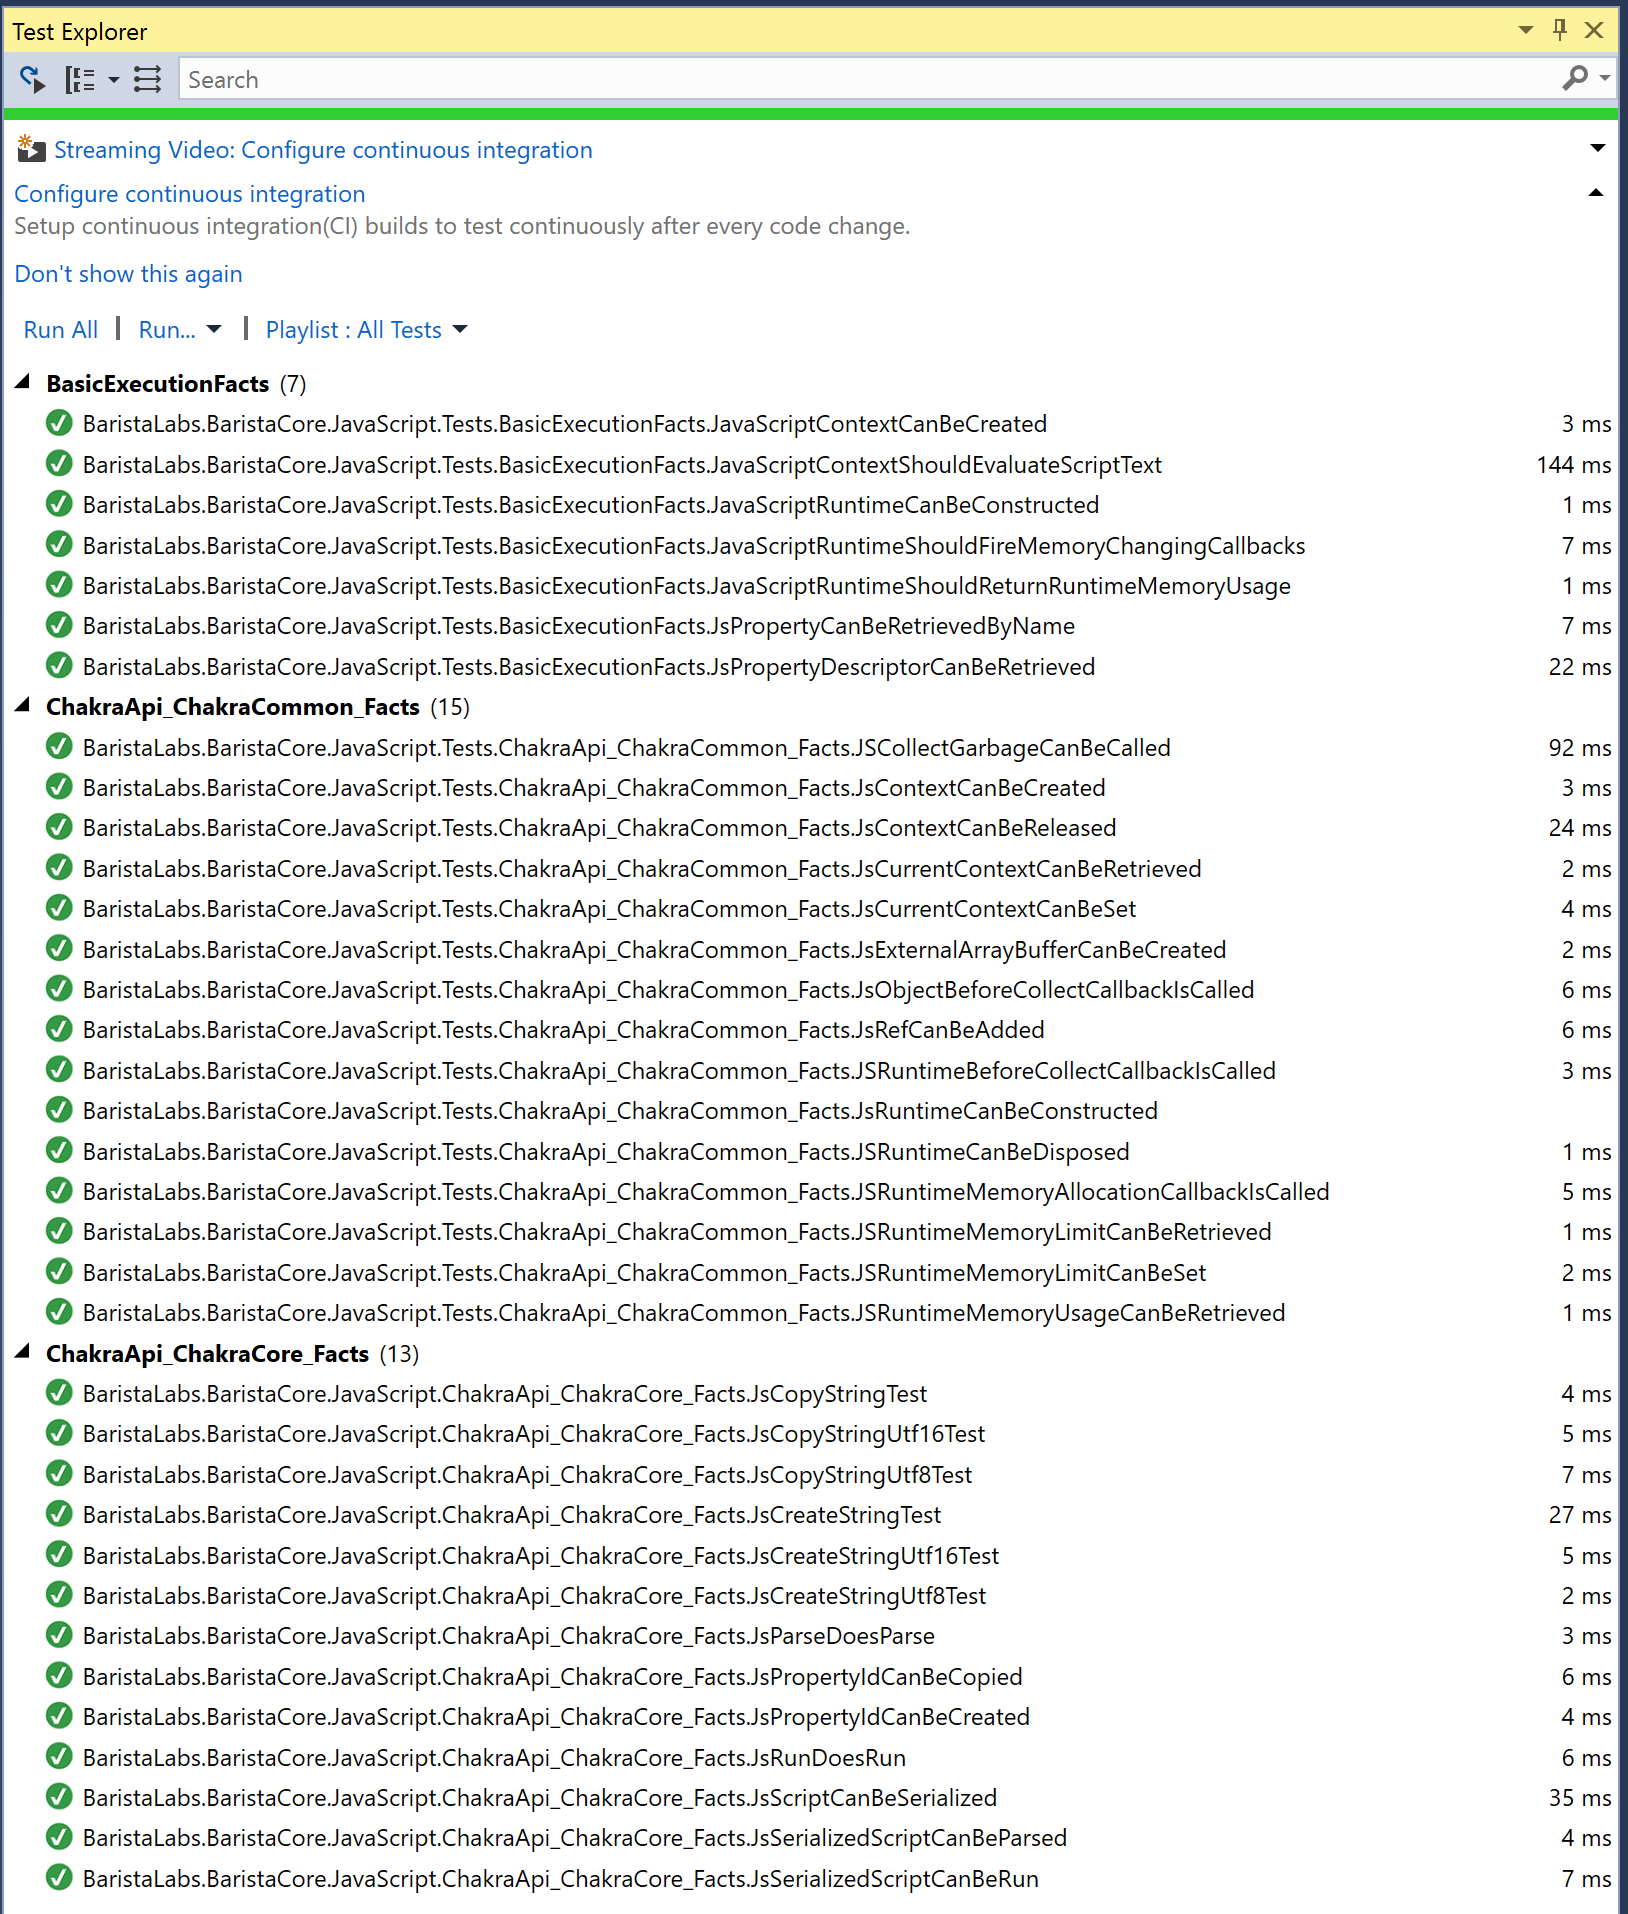 Test Explorer
Search
Streaming Video: Configure continuous integration
Configure continuous integration
Setup continuous integration(CI) builds to test continuously after every code change.
Don't show this again
Run All | Run... | Playlist : All Tests
BasicExecutionFacts (7)
BaristaLabs.BaristaCore.JavaScript.Tests.BasicExecutionFacts.JavaScriptContextCanBeCreated 3 ms
BaristaLabs.BaristaCore.JavaScript.Tests.BasicExecutionFacts.JavaScriptContextShouldEvaluateScriptText 144 ms
BaristaLabs.BaristaCore.JavaScript.Tests.BasicExecutionFacts.JavaScriptRuntimeCanBeConstructed 1 ms
BaristaLabs.BaristaCore.JavaScript.Tests.BasicExecutionFacts.JavaScriptRuntimeShouldFireMemoryChangingCallbacks 7 ms
BaristaLabs.BaristaCore.JavaScript.Tests.BasicExecutionFacts.JavaScriptRuntimeShouldReturnRuntimeMemoryUsage 1 ms
BaristaLabs.BaristaCore.JavaScript.Tests.BasicExecutionFacts.JsPropertyCanBeRetrievedByName 7 ms
BaristaLabs.BaristaCore.JavaScript.Tests.BasicExecutionFacts.JsPropertyDescriptorCanBeRetrieved 22 ms
ChakraApi_ChakraCommon_Facts (15)
BaristaLabs.BaristaCore.JavaScript.Tests.ChakraApi_ChakraCommon_Facts.JSCollectGarbageCanBeCalled 92 ms
BaristaLabs.BaristaCore.JavaScript.Tests.ChakraApi_ChakraCommon_Facts.JsContextCanBeCreated 3 ms
BaristaLabs.BaristaCore.JavaScript.Tests.ChakraApi_ChakraCommon_Facts.JsContextCanBeReleased 24 ms
BaristaLabs.BaristaCore.JavaScript.Tests.ChakraApi_ChakraCommon_Facts.JsCurrentContextCanBeRetrieved 2 ms
BaristaLabs.BaristaCore.JavaScript.Tests.ChakraApi_ChakraCommon_Facts.JsCurrentContextCanBeSet 4 ms
BaristaLabs.BaristaCore.JavaScript.Tests.ChakraApi_ChakraCommon_Facts.JsExternalArrayBufferCanBeCreated 2 ms
BaristaLabs.BaristaCore.JavaScript.Tests.ChakraApi_ChakraCommon_Facts.JsObjectBeforeCollectCallbackIsCalled 6 ms
BaristaLabs.BaristaCore.JavaScript.Tests.ChakraApi_ChakraCommon_Facts.JsRefCanBeAdded 6 ms
BaristaLabs.BaristaCore.JavaScript.Tests.ChakraApi_ChakraCommon_Facts.JSRuntimeBeforeCollectCallbackIsCalled 3 ms
BaristaLabs.BaristaCore.JavaScript.Tests.ChakraApi_ChakraCommon_Facts.JsRuntimeCanBeConstructed
BaristaLabs.BaristaCore.JavaScript.Tests.ChakraApi_ChakraCommon_Facts.JSRuntimeCanBeDisposed 1 ms
BaristaLabs.BaristaCore.JavaScript.Tests.ChakraApi_ChakraCommon_Facts.JSRuntimeMemoryAllocationCallbackIsCalled 5 ms
BaristaLabs.BaristaCore.JavaScript.Tests.ChakraApi_ChakraCommon_Facts.JSRuntimeMemoryLimitCanBeRetrieved 1 ms
BaristaLabs.BaristaCore.JavaScript.Tests.ChakraApi_ChakraCommon_Facts.JSRuntimeMemoryLimitCanBeSet 2 ms
BaristaLabs.BaristaCore.JavaScript.Tests.ChakraApi_ChakraCommon_Facts.JSRuntimeMemoryUsageCanBeRetrieved 1 ms
ChakraApi_ChakraCore_Facts (13)
BaristaLabs.BaristaCore.JavaScript.ChakraApi_ChakraCore_Facts.JsCopyStringTest 4 ms
BaristaLabs.BaristaCore.JavaScript.ChakraApi_ChakraCore_Facts.JsCopyStringUtf16Test 5 ms
BaristaLabs.BaristaCore.JavaScript.ChakraApi_ChakraCore_Facts.JsCopyStringUtf8Test 7 ms
BaristaLabs.BaristaCore.JavaScript.ChakraApi_ChakraCore_Facts.JsCreateStringTest 27 ms
BaristaLabs.BaristaCore.JavaScript.ChakraApi_ChakraCore_Facts.JsCreateStringUtf16Test 5 ms
BaristaLabs.BaristaCore.JavaScript.ChakraApi_ChakraCore_Facts.JsCreateStringUtf8Test 2 ms
BaristaLabs.BaristaCore.JavaScript.ChakraApi_ChakraCore_Facts.JsParseDoesParse 3 ms
BaristaLabs.BaristaCore.JavaScript.ChakraApi_ChakraCore_Facts.JsPropertyIdCanBeCopied 6 ms
BaristaLabs.BaristaCore.JavaScript.ChakraApi_ChakraCore_Facts.JsPropertyIdCanBeCreated 4 ms
BaristaLabs.BaristaCore.JavaScript.ChakraApi_ChakraCore_Facts.JsRunDoesRun 6 ms
BaristaLabs.BaristaCore.JavaScript.ChakraApi_ChakraCore_Facts.JsScriptCanBeSerialized 35 ms
BaristaLabs.BaristaCore.JavaScript.ChakraApi_ChakraCore_Facts.JsSerializedScriptCanBeParsed 4 ms
BaristaLabs.BaristaCore.JavaScript.ChakraApi_ChakraCore_Facts.JsSerializedScriptCanBeRun 7 ms